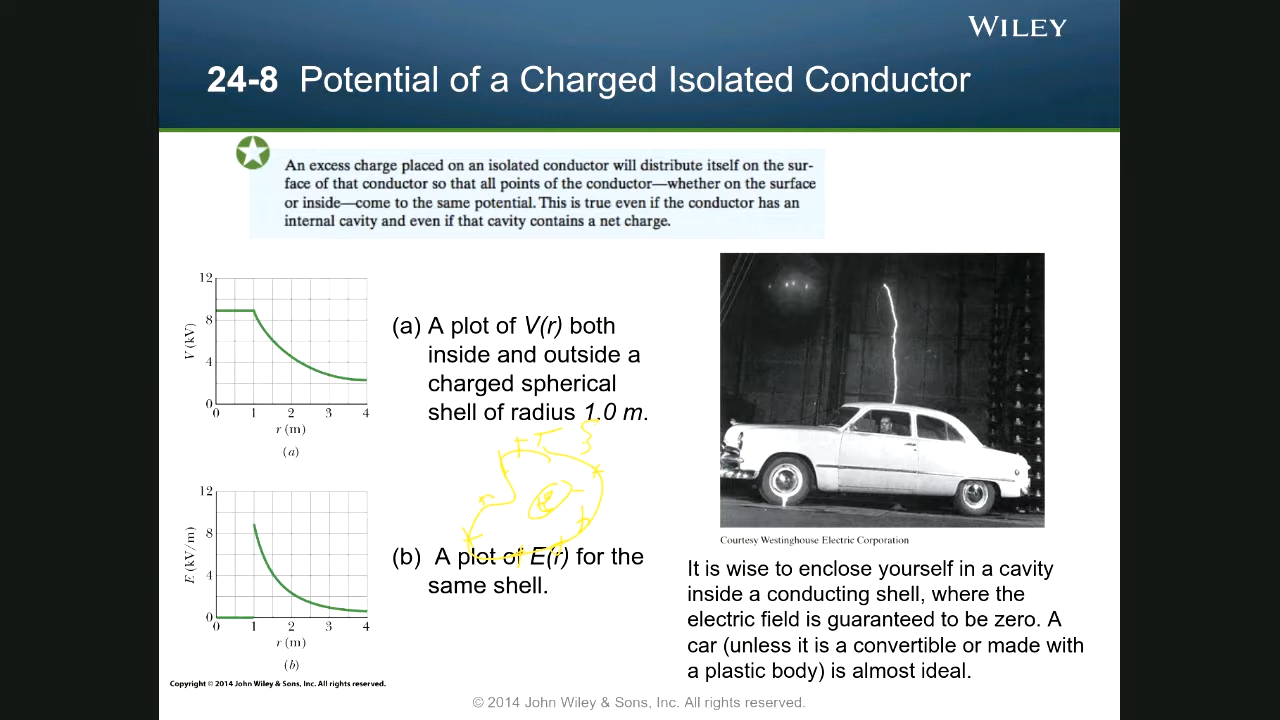 WILEY
24-8 Potential of a Charged Isolated Conductor
An excess charge placed on an isolated conductor will distribute itself on the sur-
face of that conductor so that all points of the conductor—whether on the surface
or inside—come to the same potential. This is true even if the conductor has an
internal cavity and even if that cavity contains a net charge.
12
8
4
0
V (kV)
0 1 2 3 4
r (m)
(a)
(a) A plot of V(r) both
inside and outside a
charged spherical
shell of radius 1.0 m.
12
8
4
0
E (kV/m)
0 1 2 3 4
r (m)
(b)
(b) A plot of E(r) for the
same shell.
Courtesy Westinghouse Electric Corporation
It is wise to enclose yourself in a cavity
inside a conducting shell, where the
electric field is guaranteed to be zero. A
car (unless it is a convertible or made with
a plastic body) is almost ideal.
Copyright © 2014 John Wiley & Sons, Inc. All rights reserved.
© 2014 John Wiley & Sons, Inc. All rights reserved.